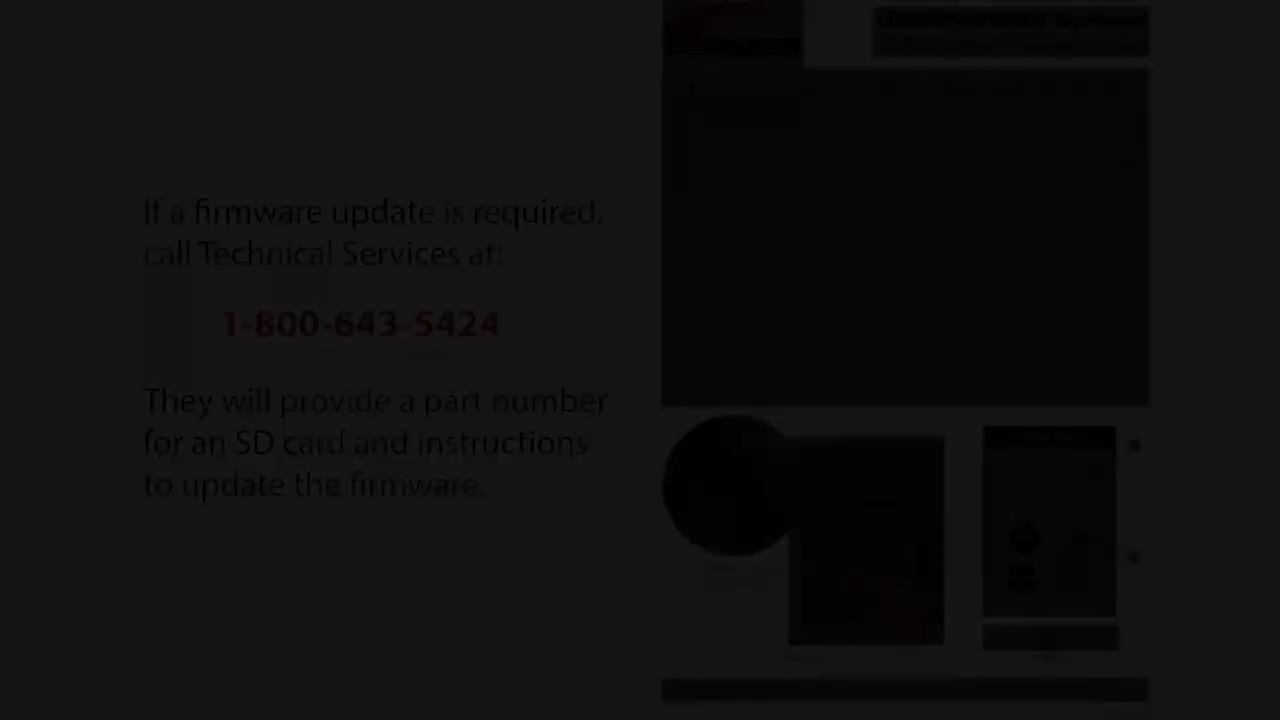 If a firmware update is required,
call Technical Services at:
1-800-643-5424
They will provide a part number
for an SD card and instructions
to update the firmware.